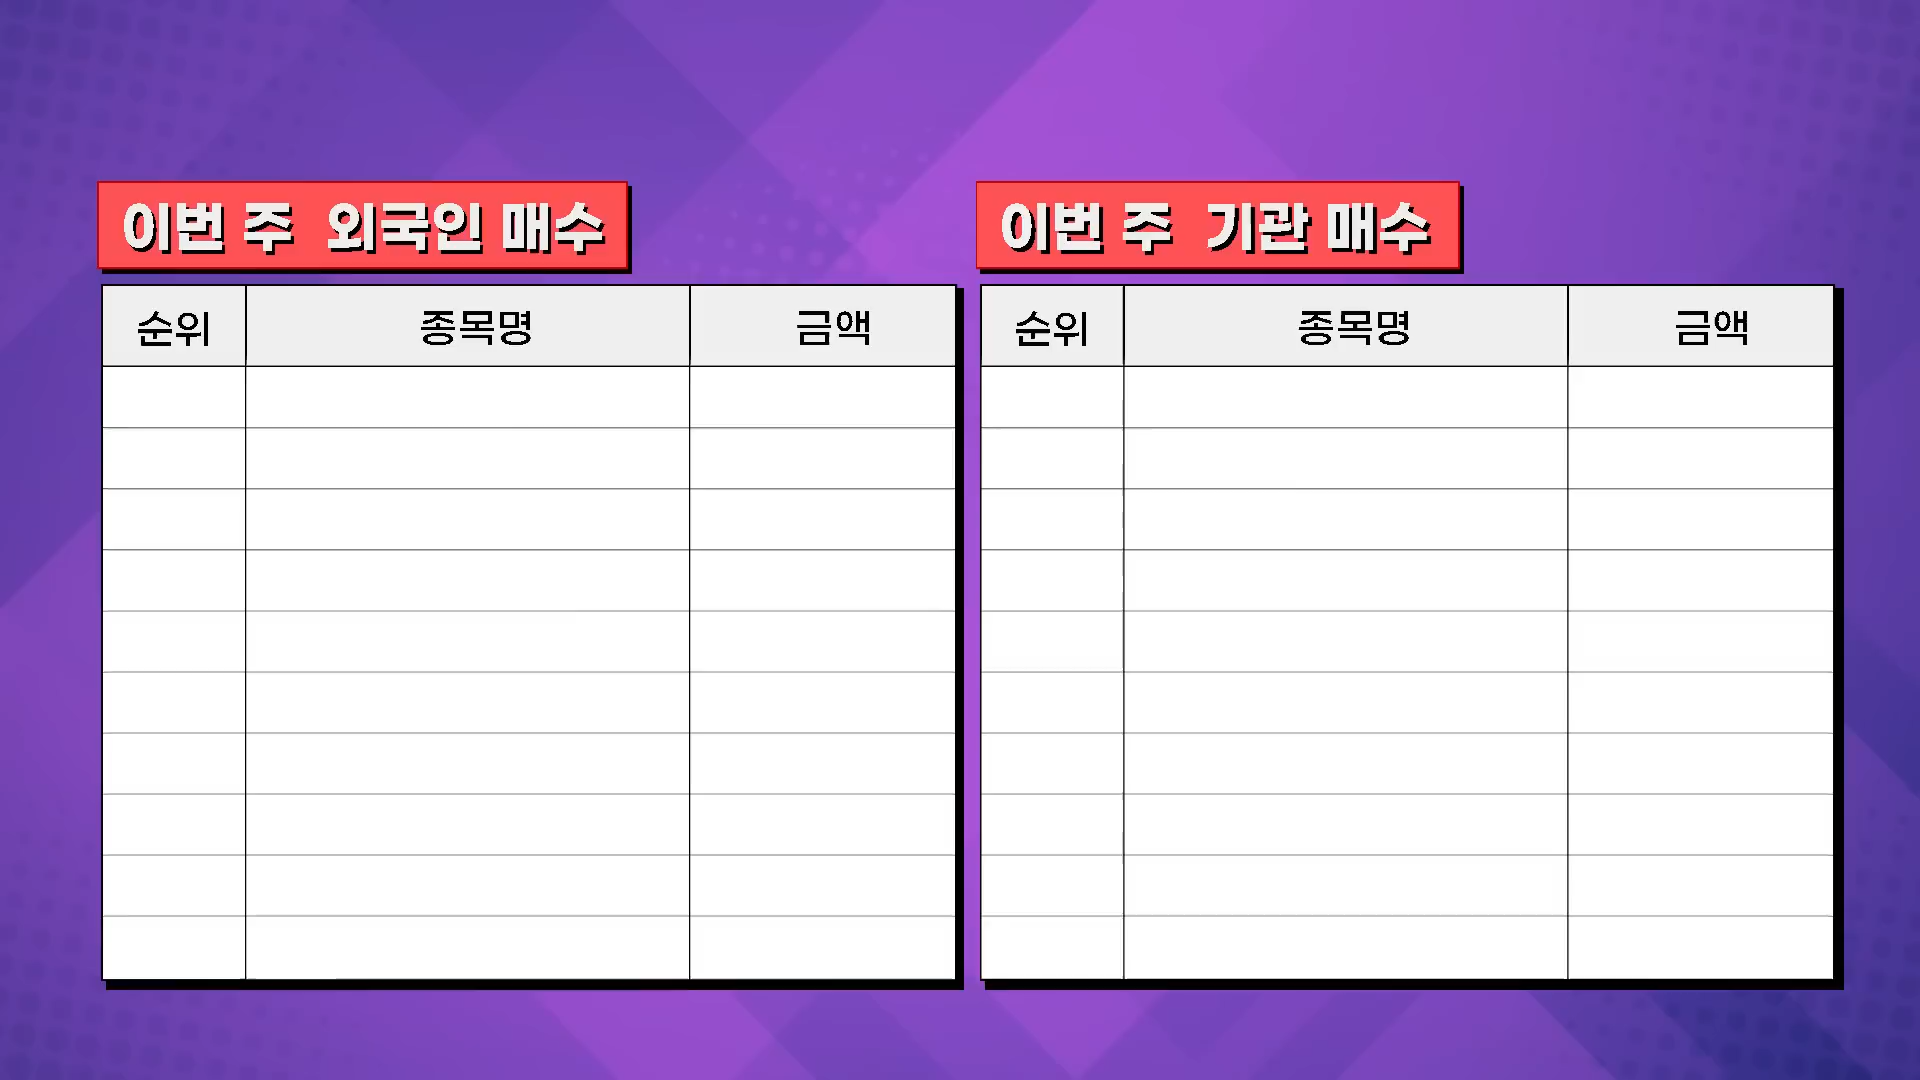 이번 주 외국인 매수
순위 종목명 금액
이번 주 기관 매수
순위 종목명 금액